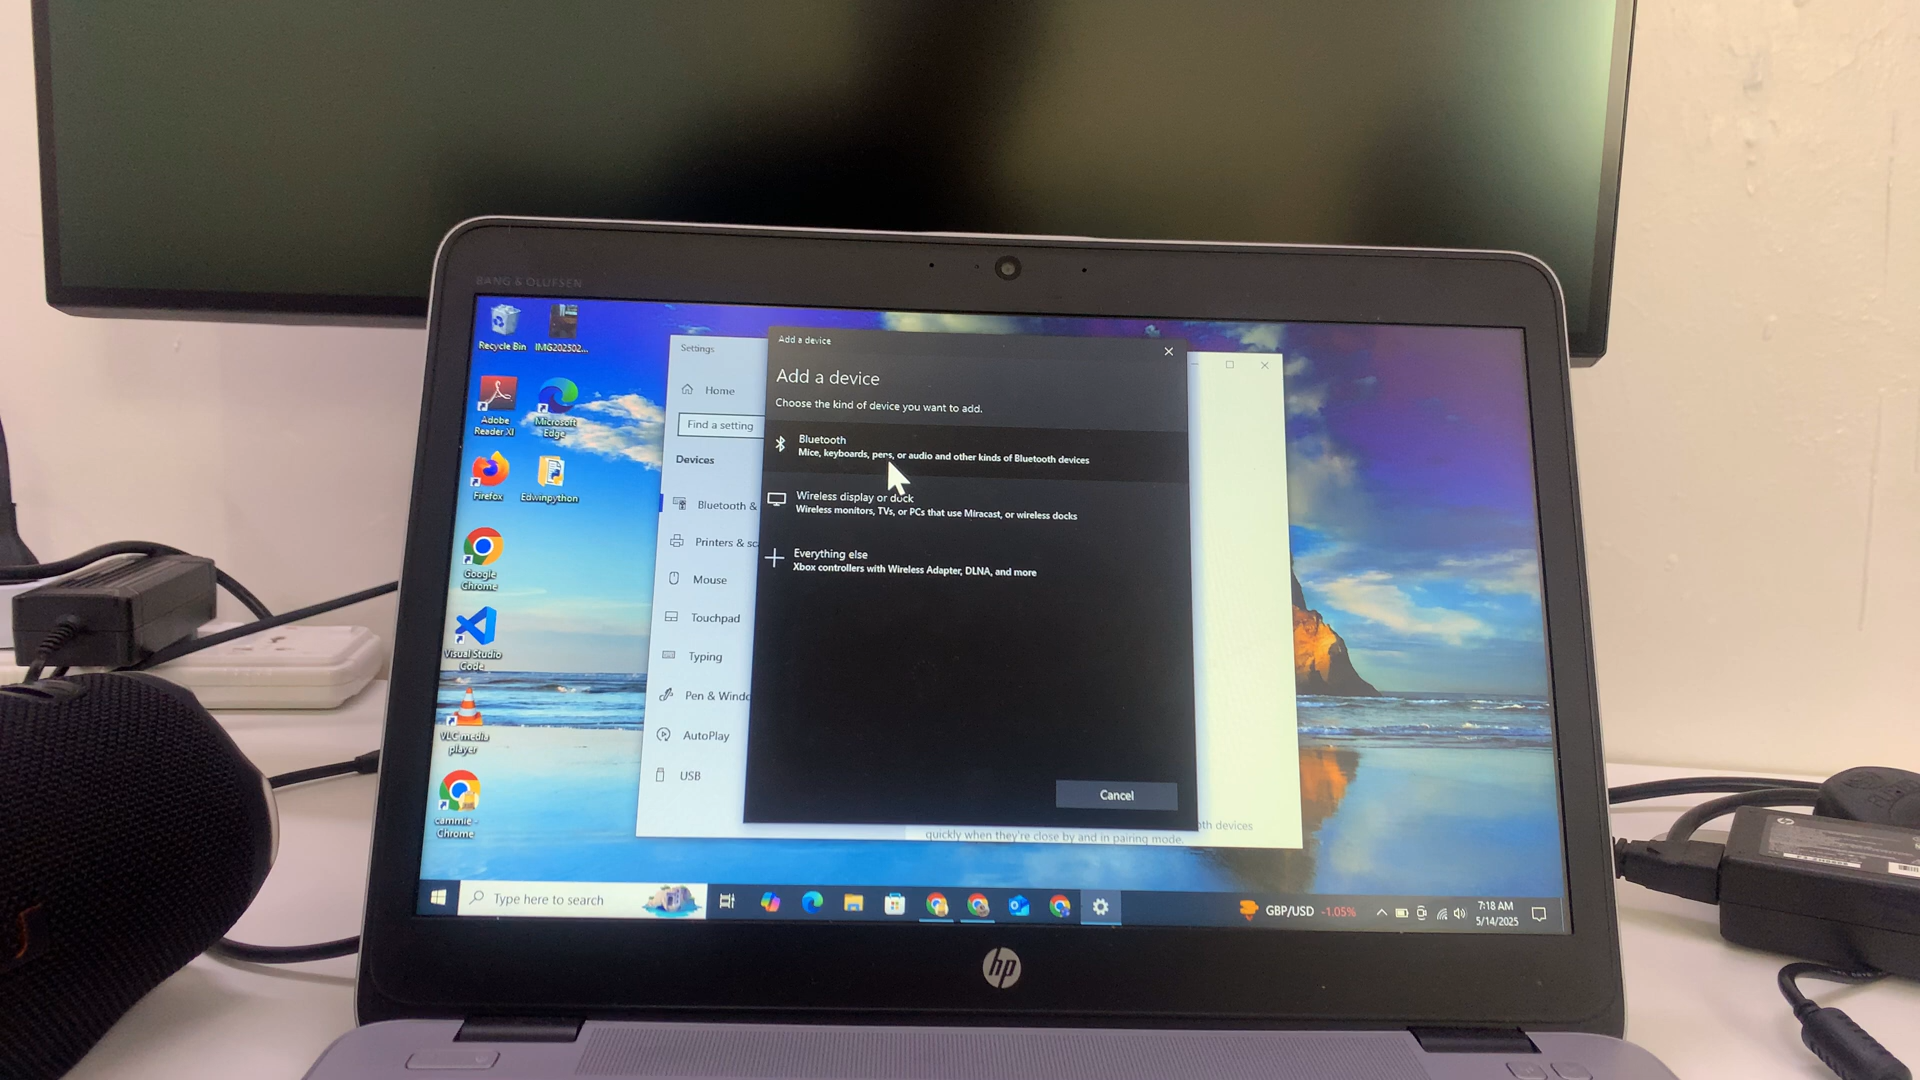 BANG & OLUFSEN
Recycle Bin
IMG202502...
Adobe
Reader XI
Microsoft
Edge
Firefox
Edwinpython
Google
Chrome
Visual Studio
Code
VLC media
player
cammie -
Chrome
Settings
Home
Find a setting
Devices
Bluetooth &
Printers & sc
Mouse
Touchpad
Typing
Pen & Windo
AutoPlay
USB
Add a device
Add a device
Choose the kind of device you want to add.
Bluetooth
Mice, keyboards, pens, or audio and other kinds of Bluetooth devices
Wireless display or dock
Wireless monitors, TVs, or PCs that use Miracast, or wireless docks
Everything else
Xbox controllers with Wireless Adapter, DLNA, and more
Cancel
oth devices
quickly when they're close by and in pairing mode.
Type here to search
GBP/USD -1.05%
7:18 AM
5/14/2025
hp